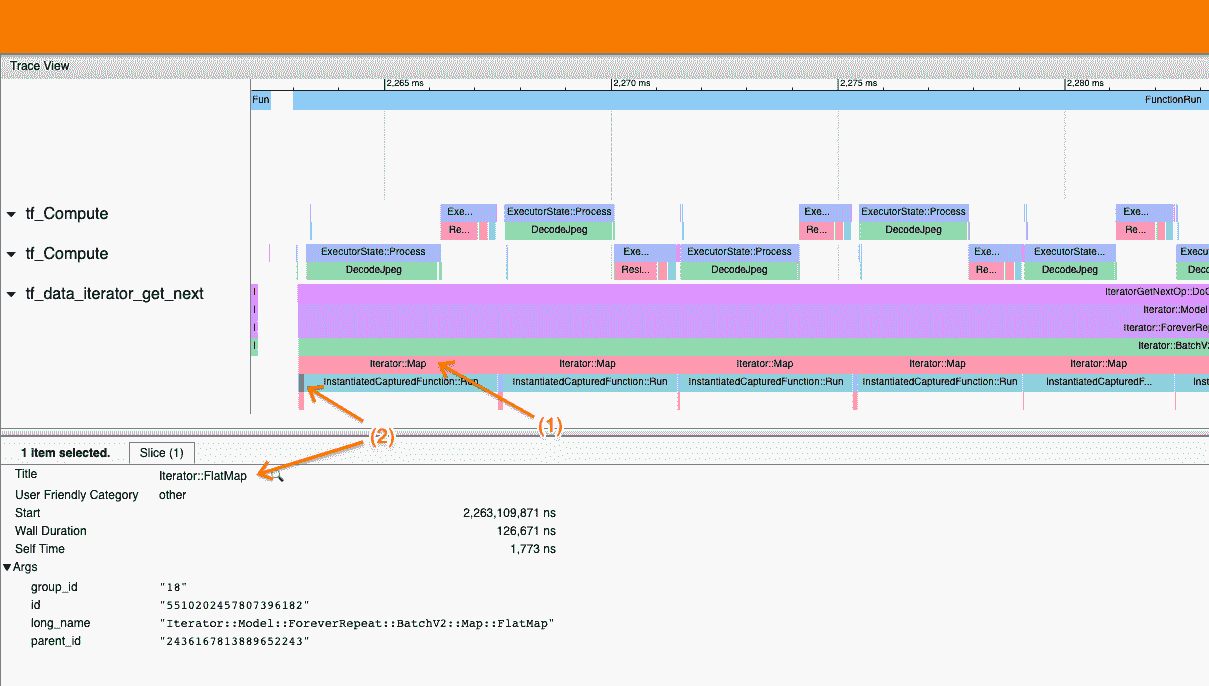 Trace View
2,265 ms 2,270 ms 2,275 ms 2,280 ms
Fun FunctionRun
tf_Compute Exe... ExecutorState::Process Exe... ExecutorState::Process Exe...
Re... DecodeJpeg Re... DecodeJpeg Re...
tf_Compute ExecutorState::Process Exe... ExecutorState::Process Exe... ExecutorState... Execu
DecodeJpeg Resi... DecodeJpeg Re... DecodeJpeg Deco
tf_data_iterator_get_next I IteratorGetNextOp::DoC
I Iterator::Model
I Iterator::ForeverRep
I Iterator::BatchV2
Iterator::Map Iterator::Map Iterator::Map Iterator::Map Iterator::Map
InstantiatedCapturedFunction::Run InstantiatedCapturedFunction::Run InstantiatedCapturedFunction::Run InstantiatedCapturedFunction::Run InstantiatedCapturedF... Inst
(1)
(2)
1 item selected. Slice (1)
Title Iterator::FlatMap
User Friendly Category other
Start 2,263,109,871 ns
Wall Duration 126,671 ns
Self Time 1,773 ns
Args
group_id "18"
id "5510202457807396182"
long_name "Iterator::Model::ForeverRepeat::BatchV2::Map::FlatMap"
parent_id "2436167813889652243"